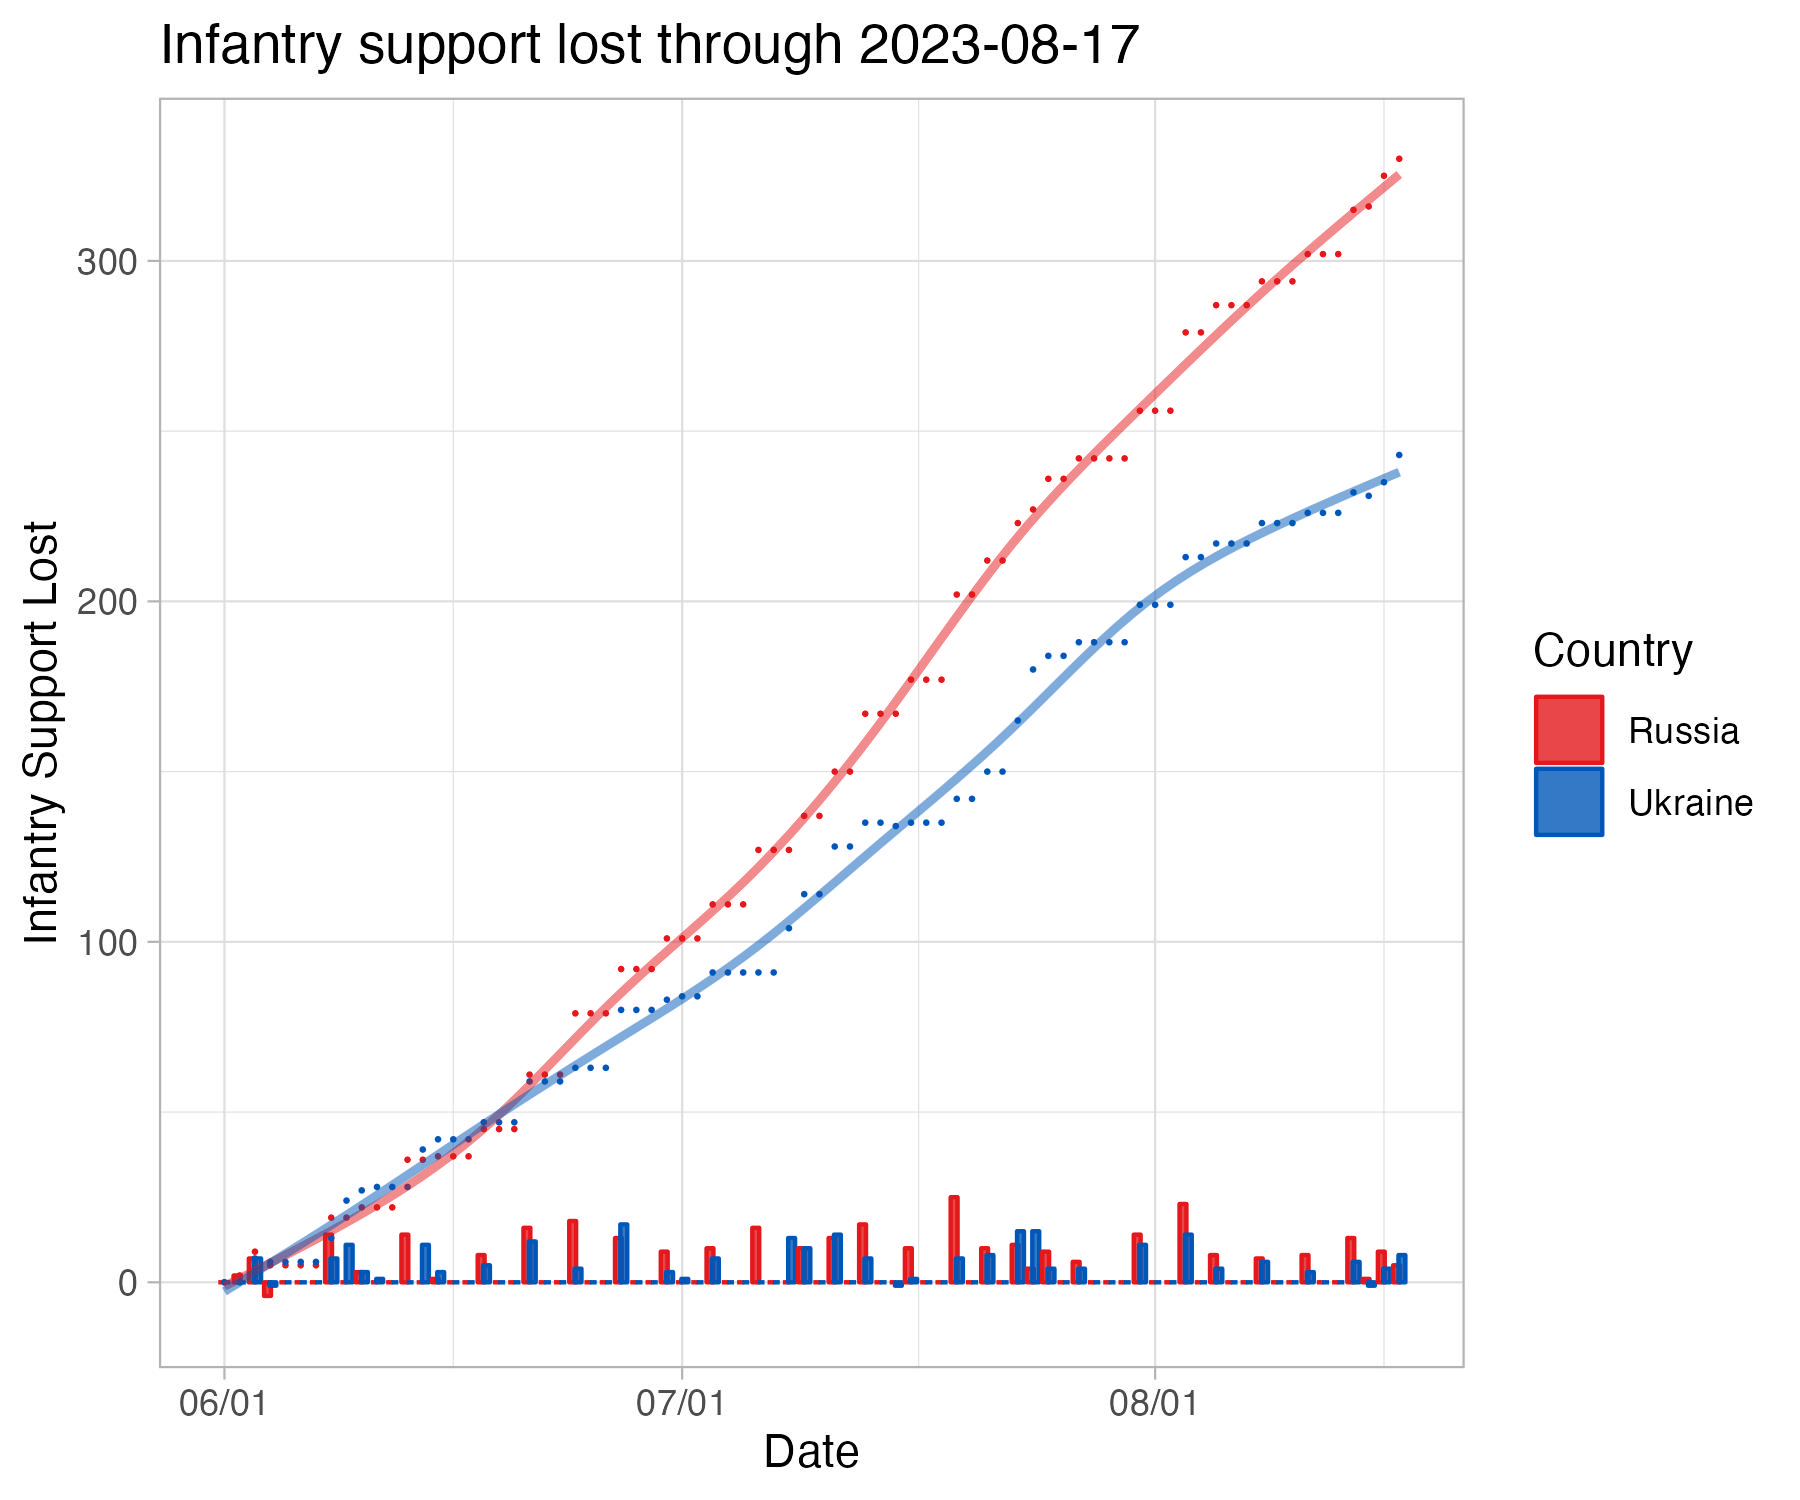 Infantry support lost through 2023-08-17
Infantry Support Lost
300
200
100
0
06/01
07/01
08/01
Date
Country
Russia
Ukraine